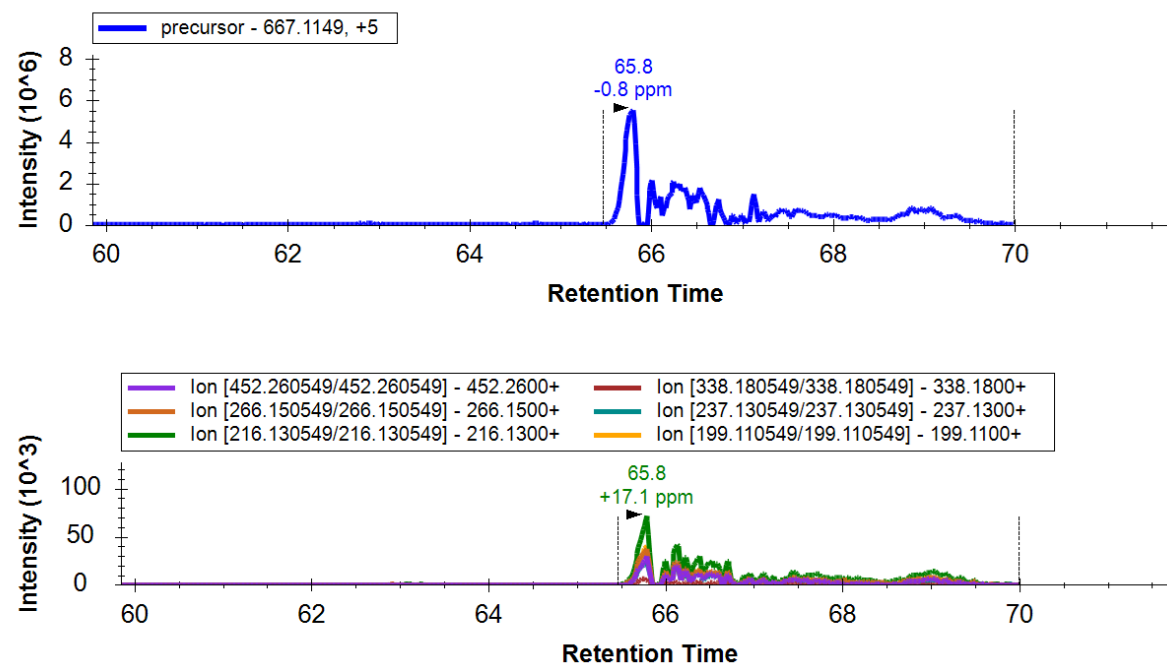 precursor - 667.1149, +5
Intensity (10^6)
8
6
4
2
0
65.8
-0.8 ppm
60 62 64 66 68 70
Retention Time
Ion [452.260549/452.260549] - 452.2600+ Ion [338.180549/338.180549] - 338.1800+
Ion [266.150549/266.150549] - 266.1500+ Ion [237.130549/237.130549] - 237.1300+
Ion [216.130549/216.130549] - 216.1300+ Ion [199.110549/199.110549] - 199.1100+
Intensity (10^3)
100
50
0
65.8
+17.1 ppm
60 62 64 66 68 70
Retention Time